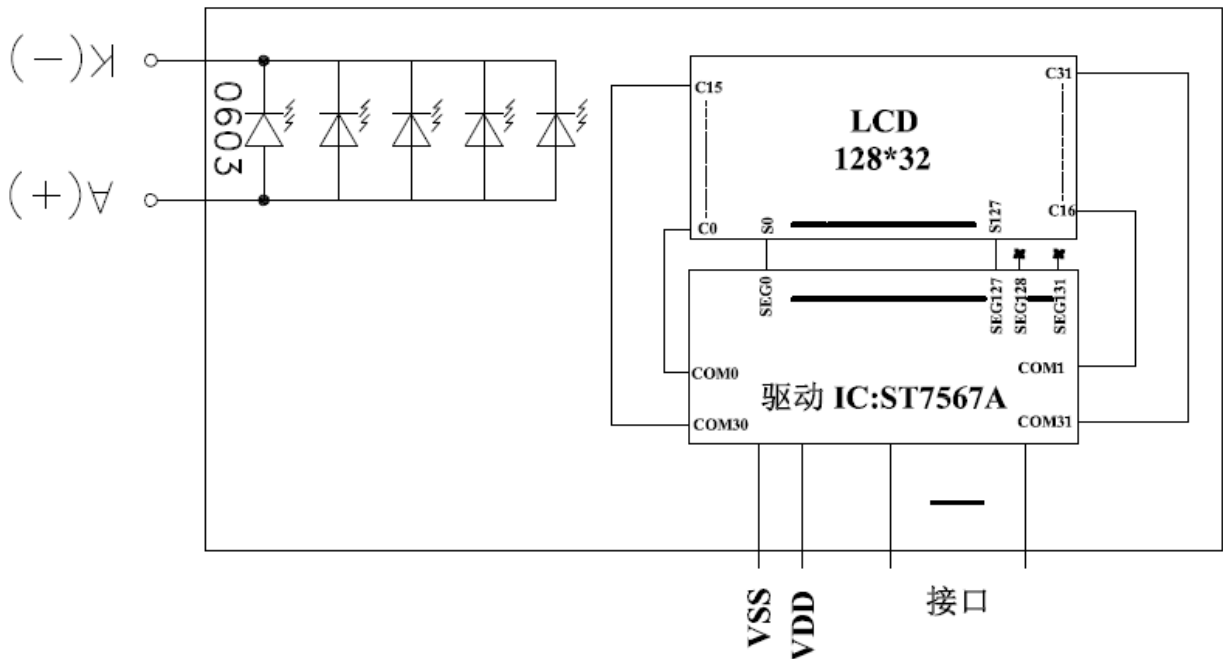 K(-)
A(+)
0603
C15
C31
LCD
128*32
C0
S0
S127
C16
SEG0
SEG127
SEG128
SEG131
COM0
COM1
驱动 IC:ST7567A
COM30
COM31
VSS
VDD
接口